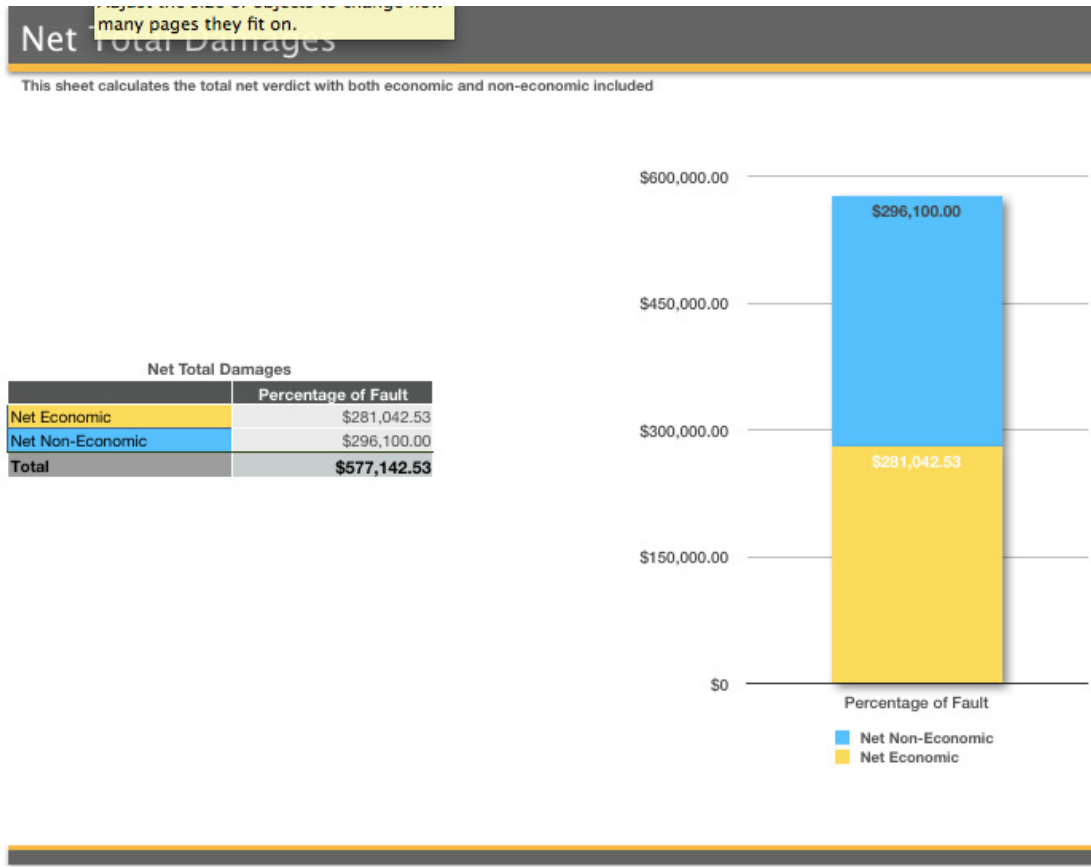 many pages they fit on.
Net Total Damages
This sheet calculates the total net verdict with both economic and non-economic included
Net Total Damages
Percentage of Fault
Net Economic $281,042.53
Net Non-Economic $296,100.00
Total $577,142.53
$600,000.00
$296,100.00
$450,000.00
$300,000.00
$281,042.53
$150,000.00
$0
Percentage of Fault
Net Non-Economic
Net Economic